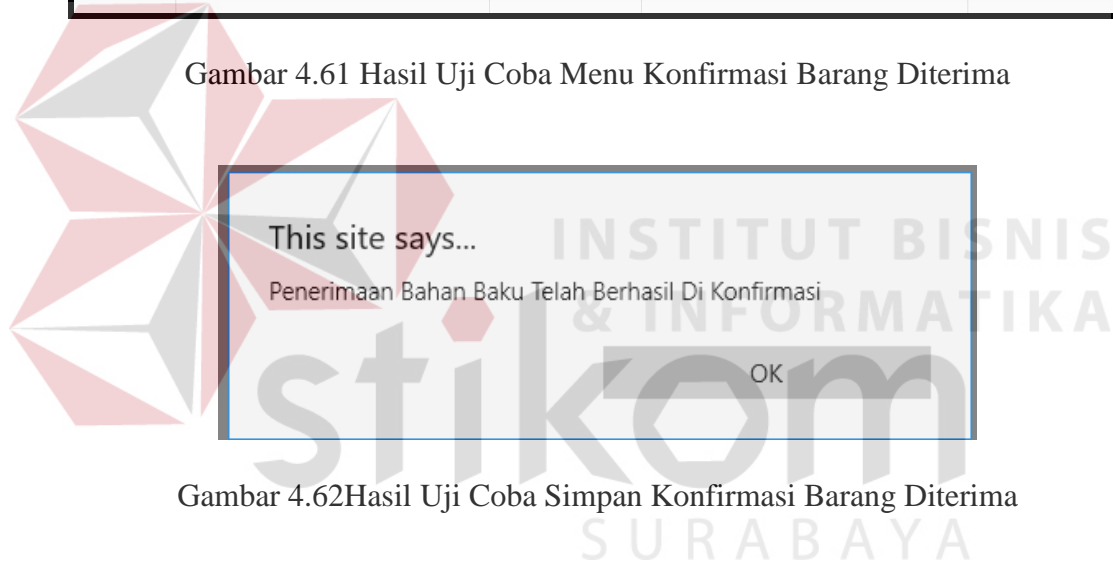 Gambar 4.61 Hasil Uji Coba Menu Konfirmasi Barang Diterima
This site says...
Penerimaan Bahan Baku Telah Berhasil Di Konfirmasi
OK
INSTITUT BISNIS
& INFORMATIKA
stikom
SURABAYA
Gambar 4.62Hasil Uji Coba Simpan Konfirmasi Barang Diterima